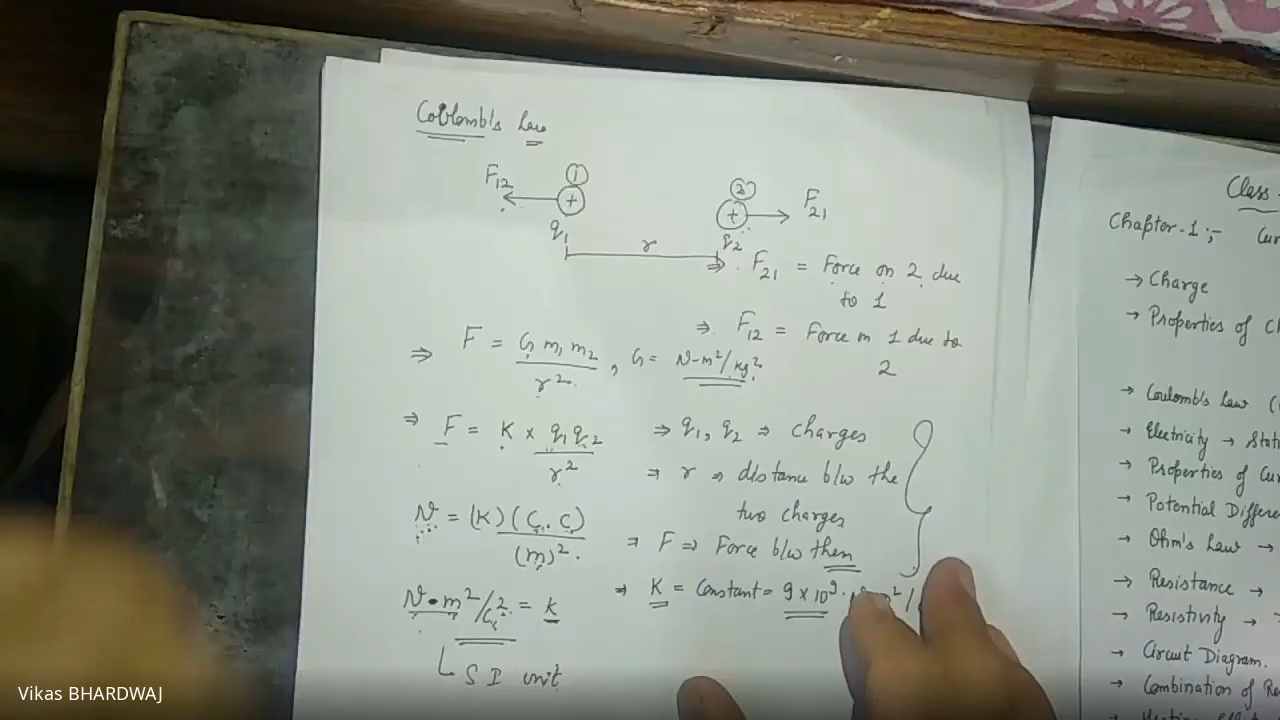 Coulomb's Law
F12 ① ② F21
+ +
q1 r q2
⇒ F21 = Force on 2 due
to 1
⇒ F12 = Force on 1 due to
2
⇒ F = G m1 m2 / r², G = N-m²/kg²
⇒ F = K × q1 q2 / r²
⇒ q1, q2 ⇒ charges
⇒ r ⇒ distance b/w the
two charges
N = (K) (C. C) / (m)²
⇒ F ⇒ Force b/w them
⇒ K = Constant = 9 × 10⁹
N•m²/C² = k
SI unit
Class
Chapter-1 :-
→ Charge
→ Properties of
→ Coulomb's Law
→ Electricity →
→ Properties of
→ Potential
→ Ohm's Law →
→ Resistance →
→ Resistivity →
→ Circuit Diagram.
→ Combination of
Vikas BHARDWAJ